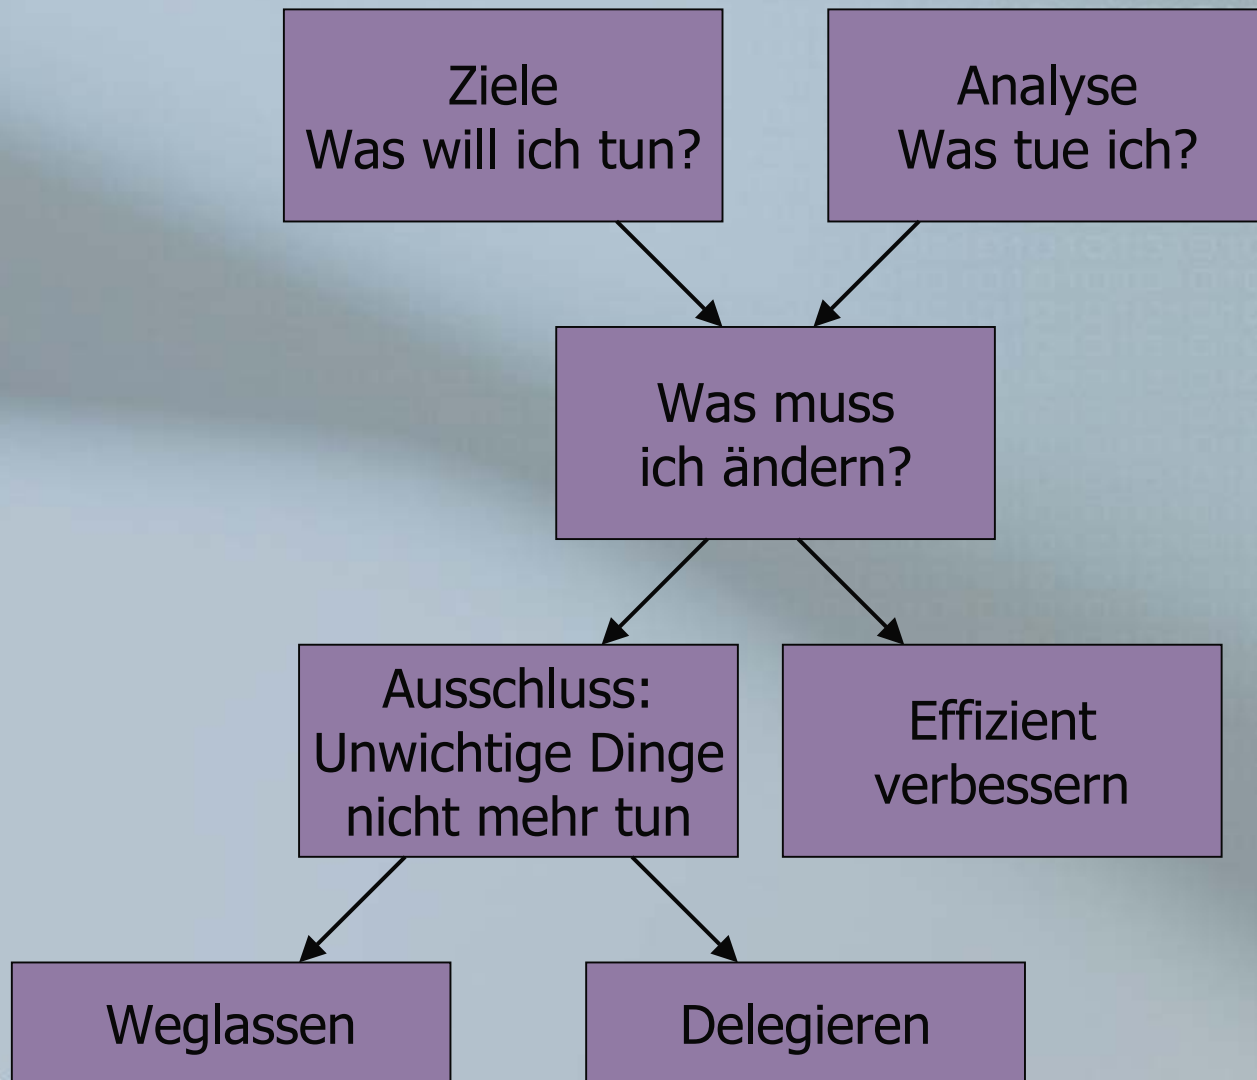 Ziele
Was will ich tun?
Analyse
Was tue ich?
Was muss
ich ändern?
Ausschluss:
Unwichtige Dinge
nicht mehr tun
Effizient
verbessern
Weglassen
Delegieren